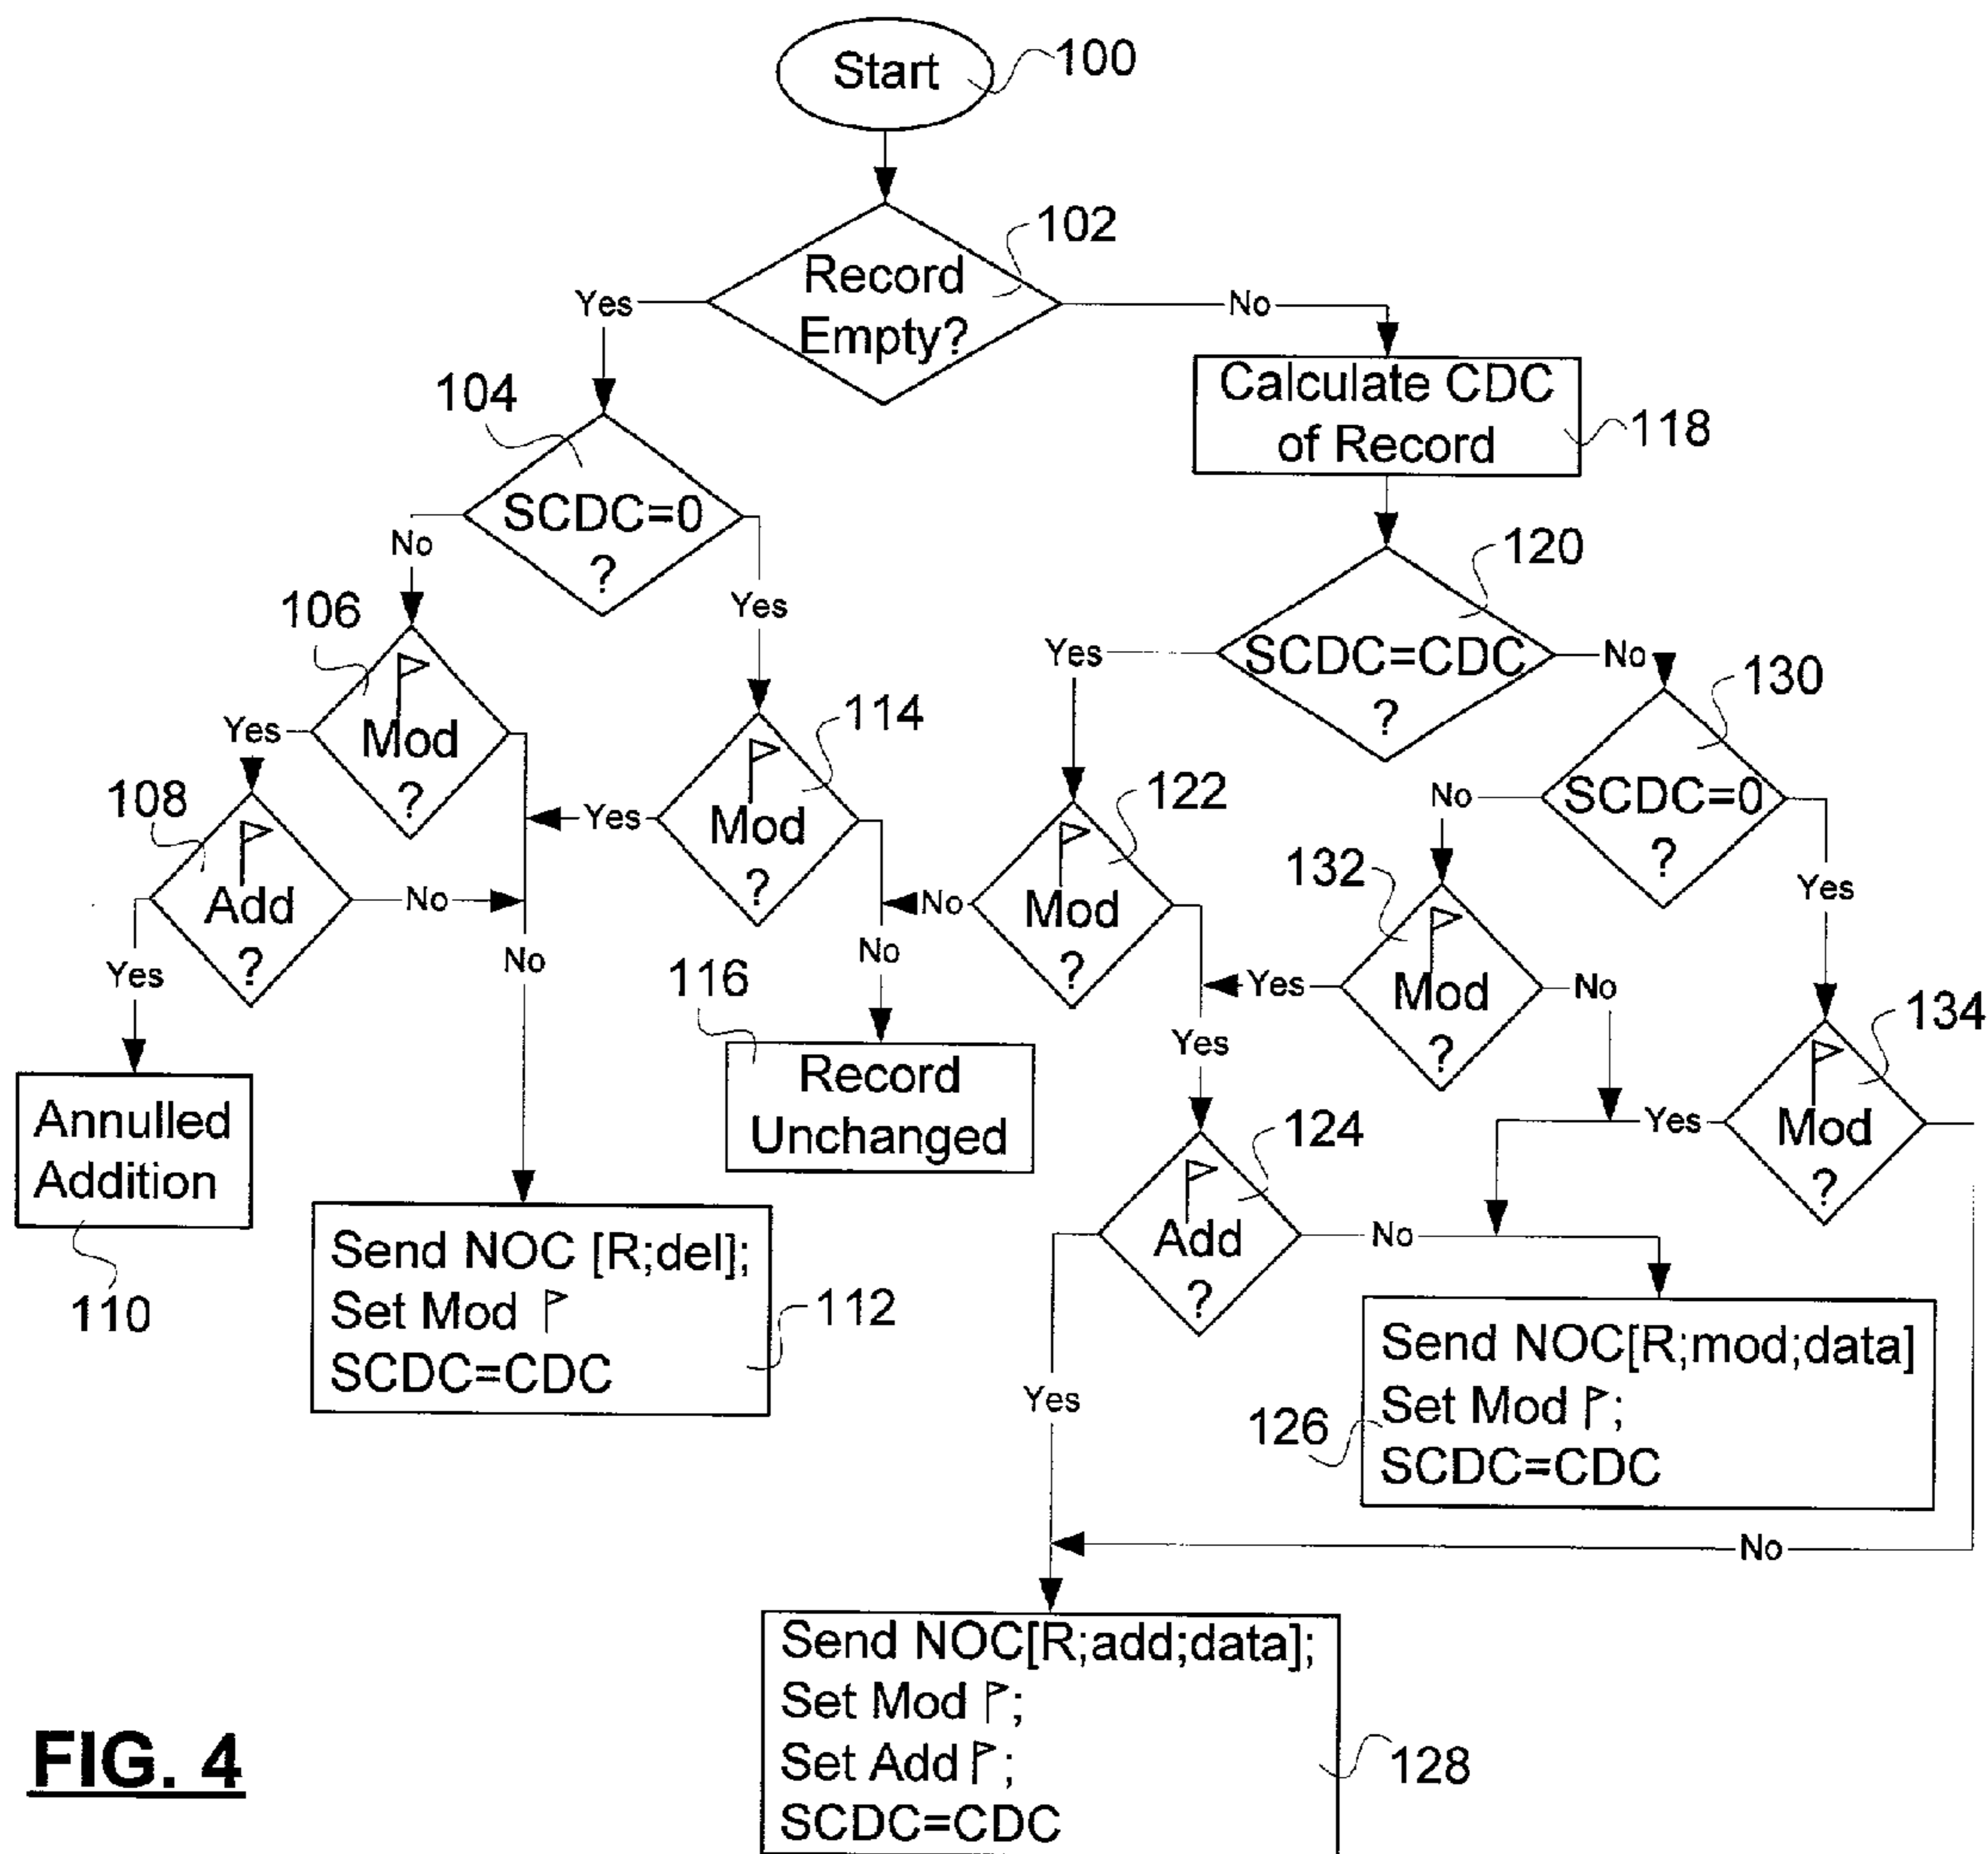 Start
100
102
Record
Empty?
Yes
No
104
Calculate CDC
of Record
118
SCDC=0
?
No
Yes
120
SCDC=CDC
?
Yes
No
106
Mod
?
Yes
114
Mod
?
Yes
130
SCDC=0
?
No
Yes
108
Add
?
No
Yes
No
122
Mod
?
No
No
Yes
132
Mod
?
Yes
No
134
Mod
?
Yes
116
Record
Unchanged
Annulled
Addition
110
124
Add
?
No
Yes
Send NOC [R;del];
Set Mod
SCDC=CDC
112
Send NOC[R;mod;data]
Set Mod ;
SCDC=CDC
126
No
Send NOC[R;add;data];
Set Mod ;
Set Add ;
SCDC=CDC
128
FIG. 4